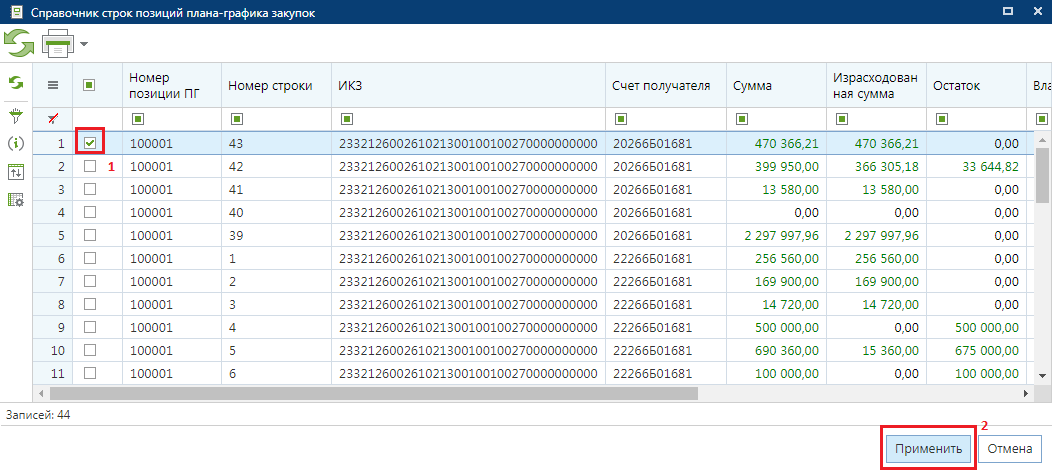 Справочник строк позиций плана-графика закупок
Номер позиции ПГ Номер строки ИКЗ Счет получателя Сумма Израсходованная сумма Остаток Вла
1 100001 43 233212600261021300100100270000000000 20266Б01681 470 366,21 470 366,21 0,00
1
2 100001 42 233212600261021300100100270000000000 20266Б01681 399 950,00 366 305,18 33 644,82
3 100001 41 233212600261021300100100270000000000 20266Б01681 13 580,00 13 580,00 0,00
4 100001 40 233212600261021300100100270000000000 20266Б01681 0,00 0,00 0,00
5 100001 39 233212600261021300100100270000000000 20266Б01681 2 297 997,96 2 297 997,96 0,00
6 100001 1 233212600261021300100100270000000000 22266Б01681 256 560,00 256 560,00 0,00
7 100001 2 233212600261021300100100270000000000 22266Б01681 169 900,00 169 900,00 0,00
8 100001 3 233212600261021300100100270000000000 22266Б01681 14 720,00 14 720,00 0,00
9 100001 4 233212600261021300100100270000000000 22266Б01681 500 000,00 0,00 500 000,00
10 100001 5 233212600261021300100100270000000000 22266Б01681 690 360,00 15 360,00 675 000,00
11 100001 6 233212600261021300100100270000000000 22266Б01681 100 000,00 0,00 100 000,00
Записей: 44
2
Применить Отмена